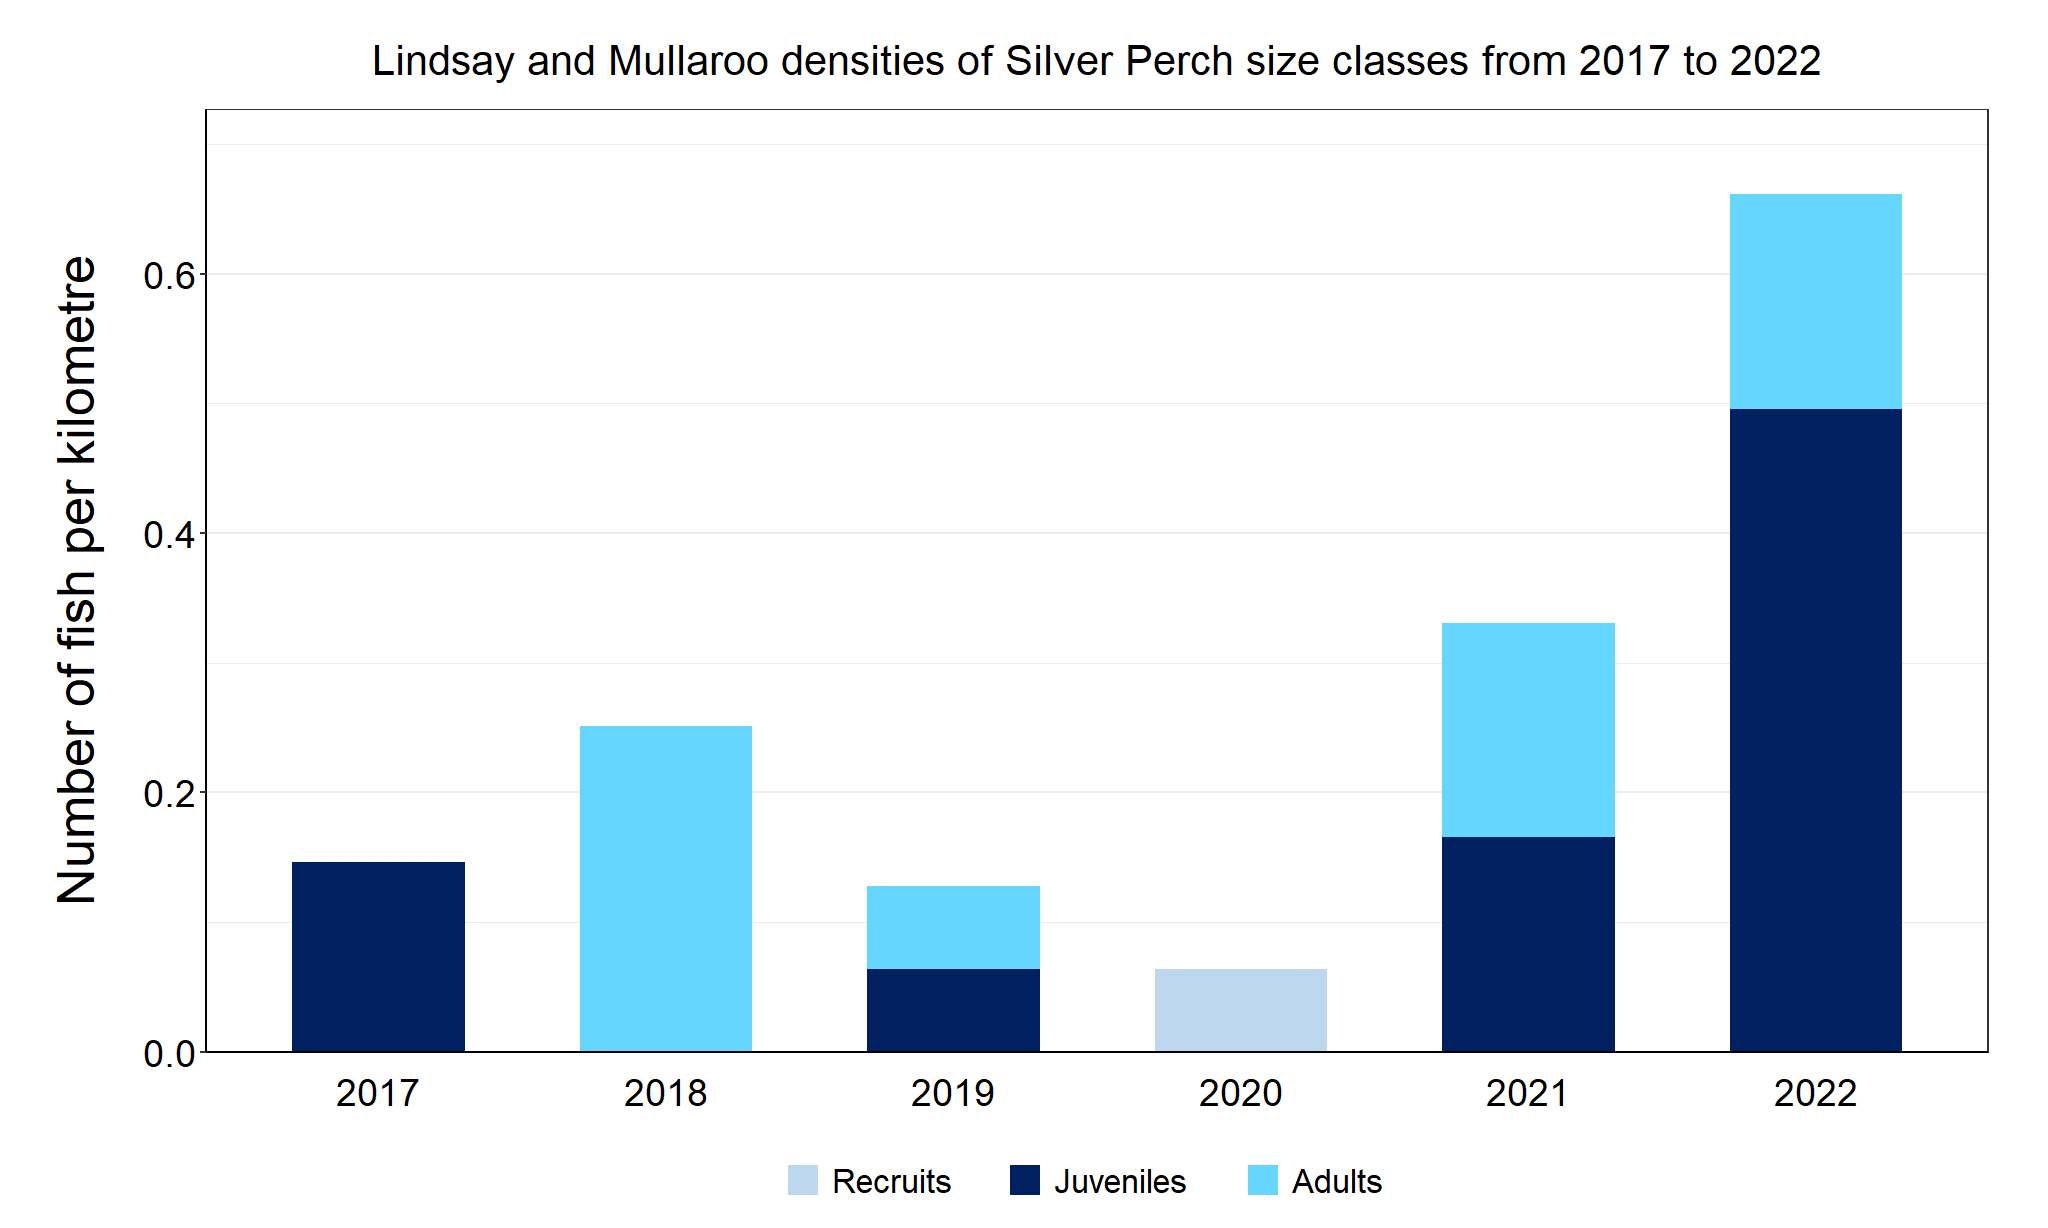 Lindsay and Mullaroo densities of Silver Perch size classes from 2017 to 2022
Number of fish per kilometre
0.6
0.4
0.2
0.0
2017 2018 2019 2020 2021 2022
Recruits Juveniles Adults